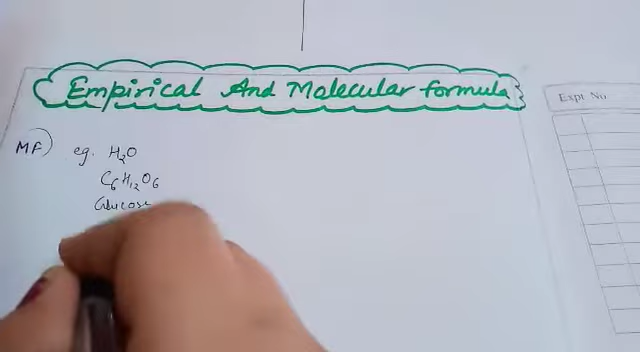 Empirical And Molecular formula
Expt No
MF) eg. H₂O
C₆H₁₂O₆
Glucose